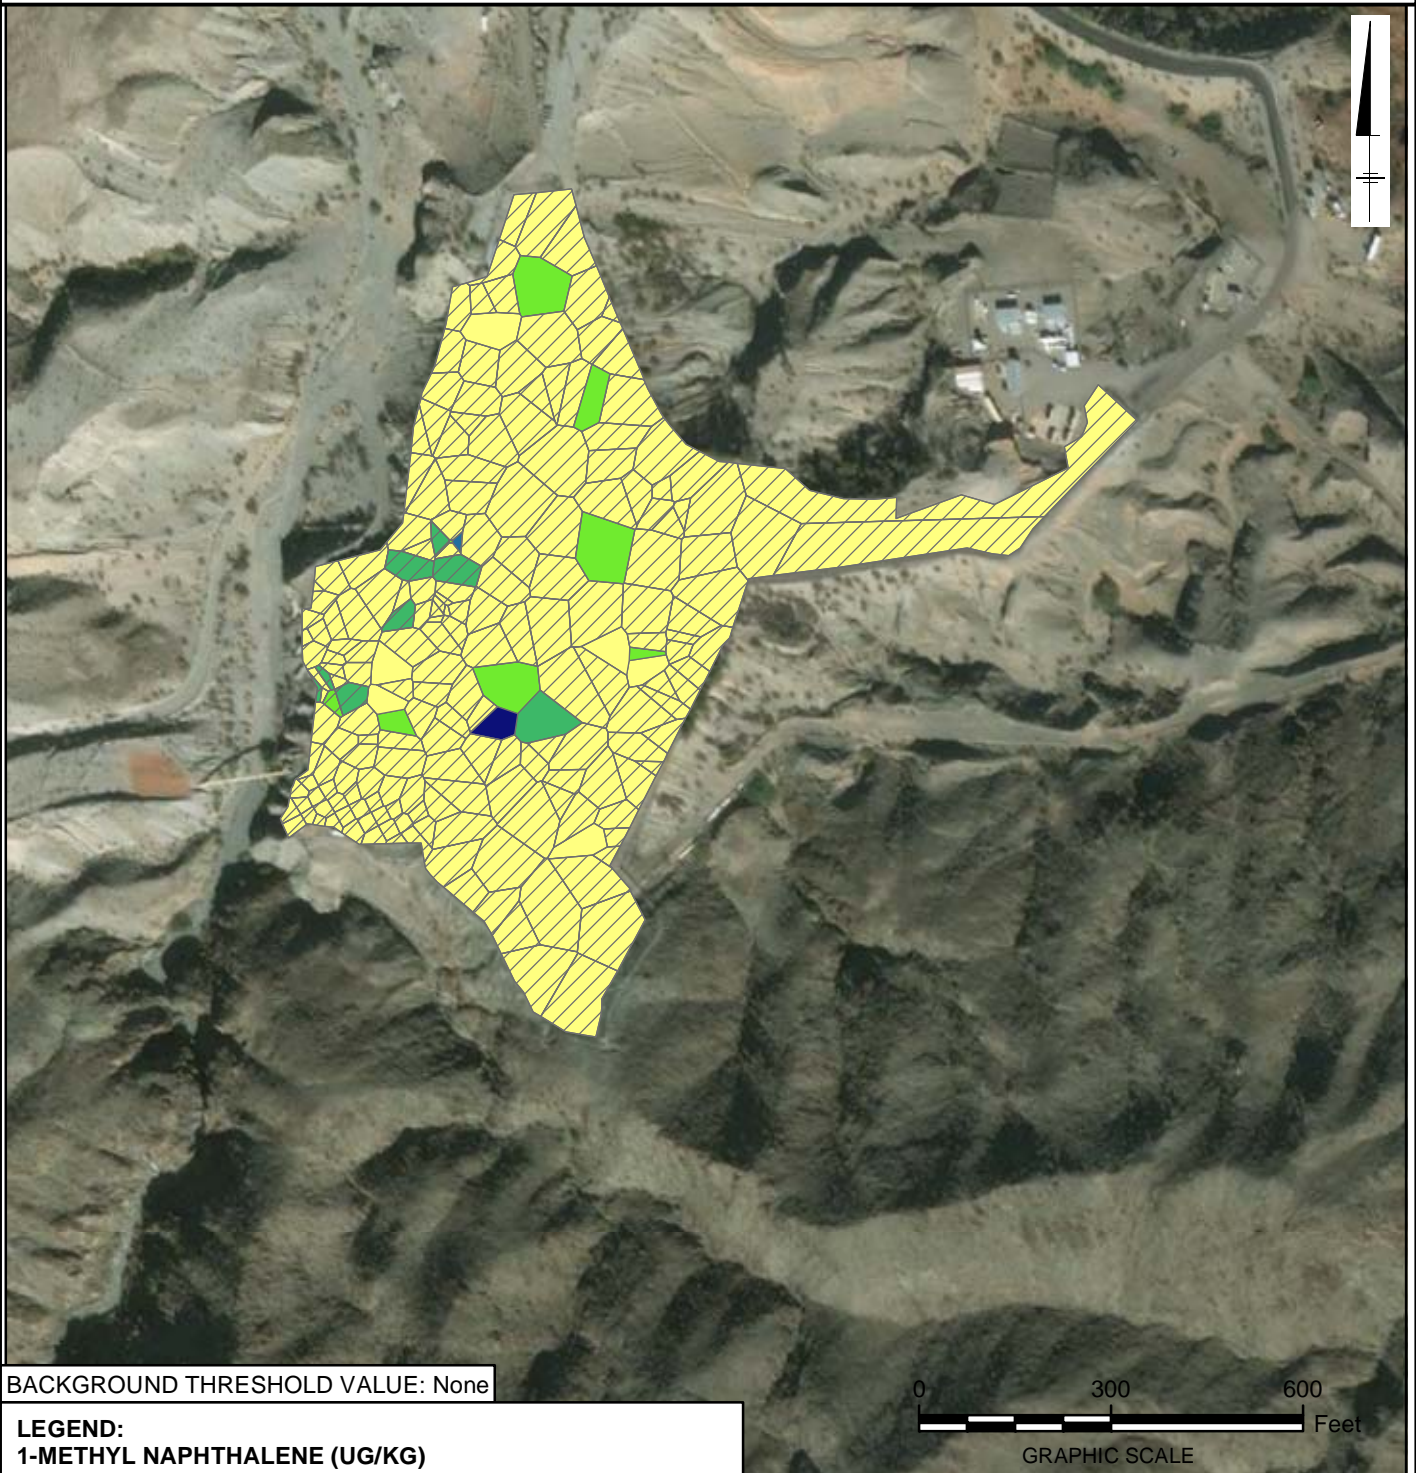 BACKGROUND THRESHOLD VALUE: None
LEGEND:
1-METHYL NAPHTHALENE (UG/KG)
0 300 600
Feet
GRAPHIC SCALE